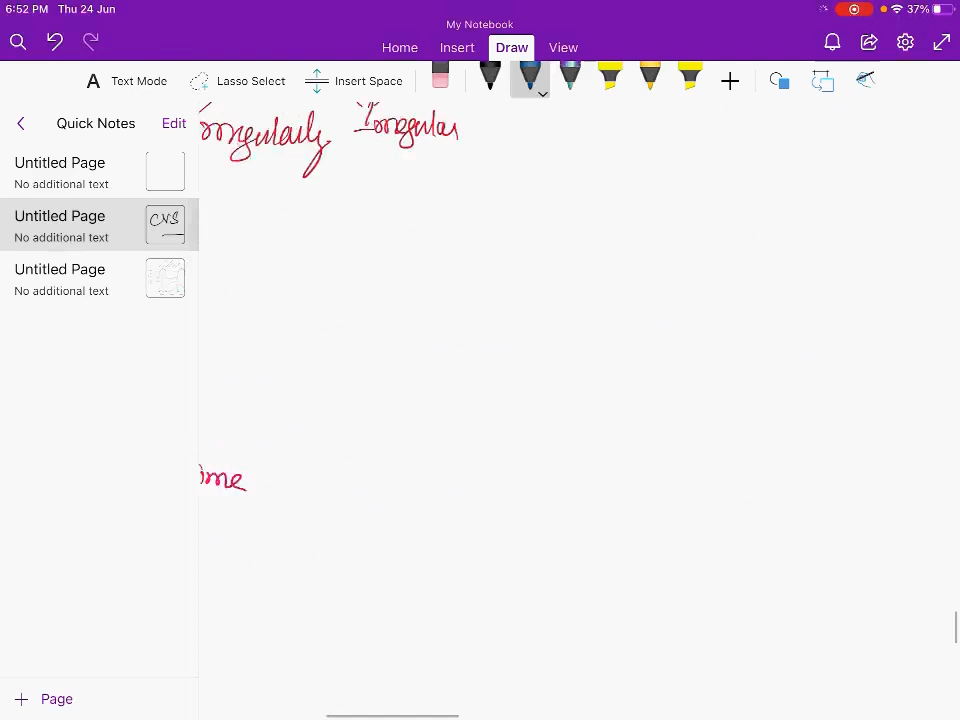 6:52 PM Thu 24 Jun 37%
My Notebook
Home Insert Draw View
Text Mode Lasso Select Insert Space
Quick Notes Edit
Untitled Page
No additional text
Untitled Page
No additional text
CNS
Untitled Page
No additional text
Irregular
ime
Page